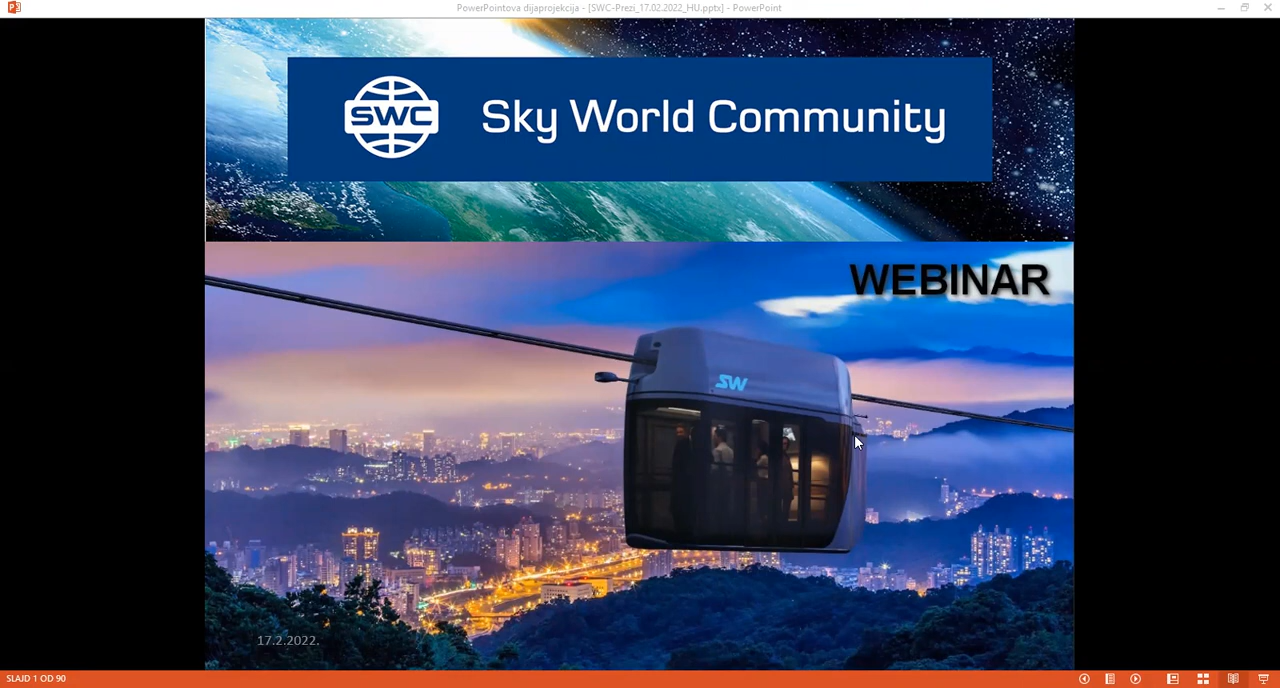 PowerPointova dijaprojekcija - [SWC-Prezi_17.02.2022_HU.pptx] - PowerPoint
SWC
Sky World Community
WEBINAR
SW
17.2.2022.
SLAJD 1 OD 90